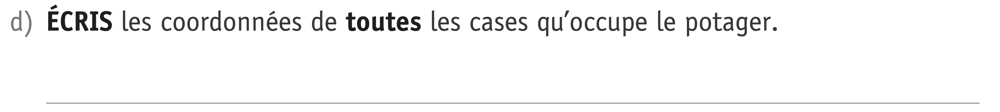 d) ÉCRIS les coordonnées de toutes les cases qu’occupe le potager.